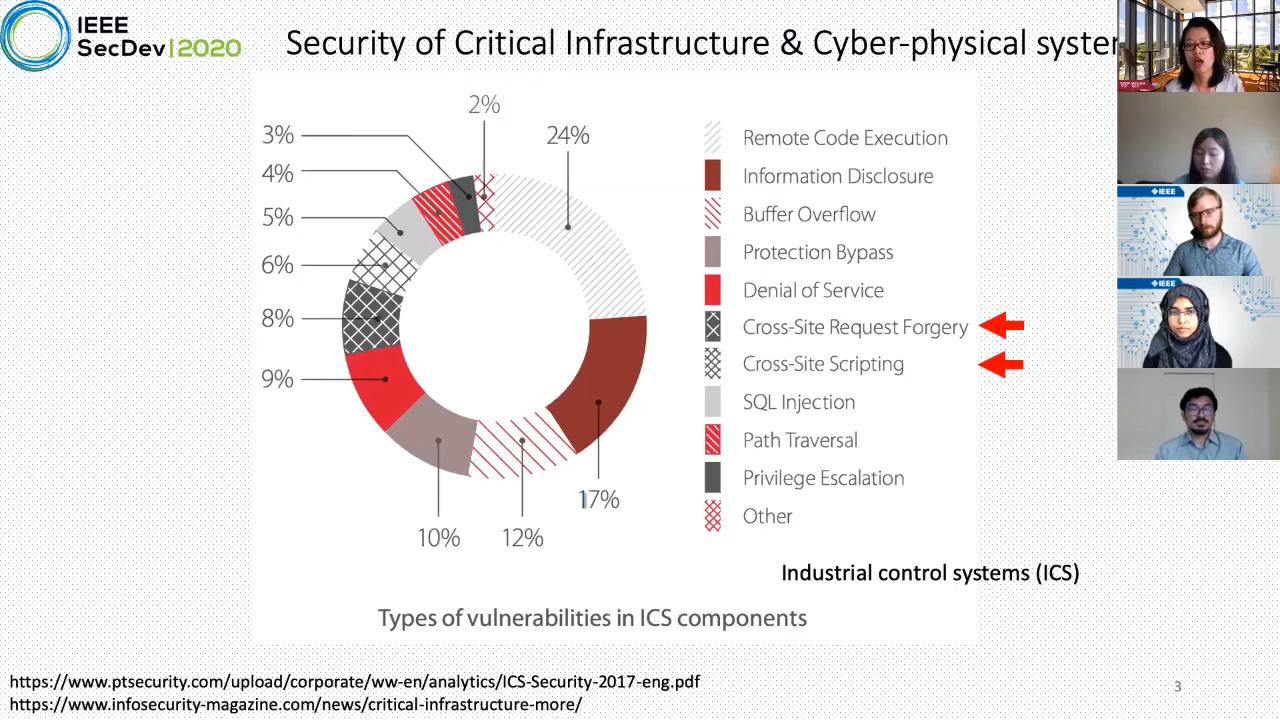 IEEE
SecDev|2020
Security of Critical Infrastructure & Cyber-physical system
2%
3%
24%
4%
5%
6%
8%
9%
10%
12%
17%
Remote Code Execution
Information Disclosure
Buffer Overflow
Protection Bypass
Denial of Service
Cross-Site Request Forgery
Cross-Site Scripting
SQL Injection
Path Traversal
Privilege Escalation
Other
Industrial control systems (ICS)
Types of vulnerabilities in ICS components
https://www.ptsecurity.com/upload/corporate/ww-en/analytics/ICS-Security-2017-eng.pdf
https://www.infosecurity-magazine.com/news/critical-infrastructure-more/
3
IEEE
IEEE